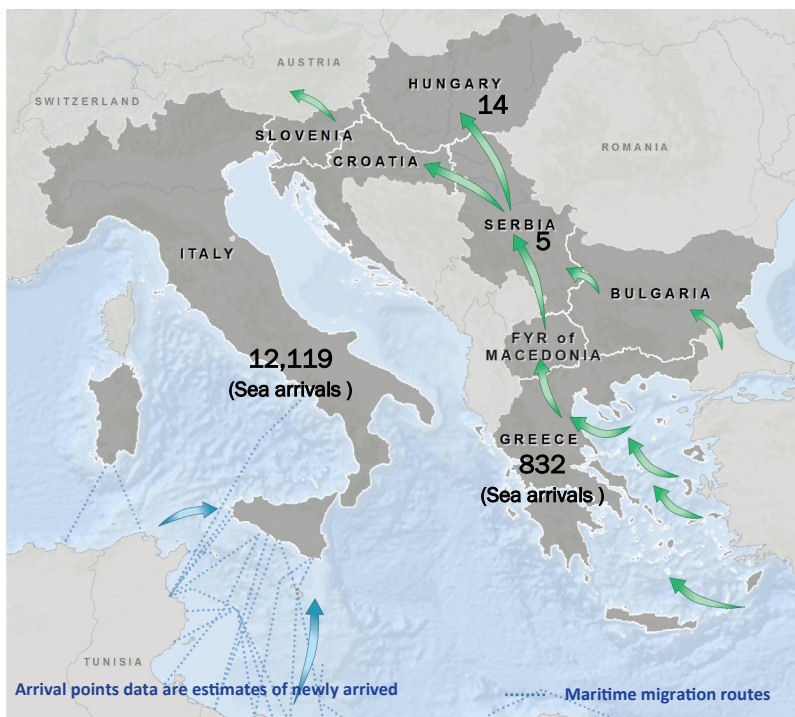 AUSTRIA
HUNGARY
14
SWITZERLAND
SLOVENIA
CROATIA
ROMANIA
SERBIA
5
ITALY
BULGARIA
FYR of
MACEDONIA
12,119
(Sea arrivals )
GREECE
832
(Sea arrivals )
TUNISIA
Arrival points data are estimates of newly arrived
Maritime migration routes